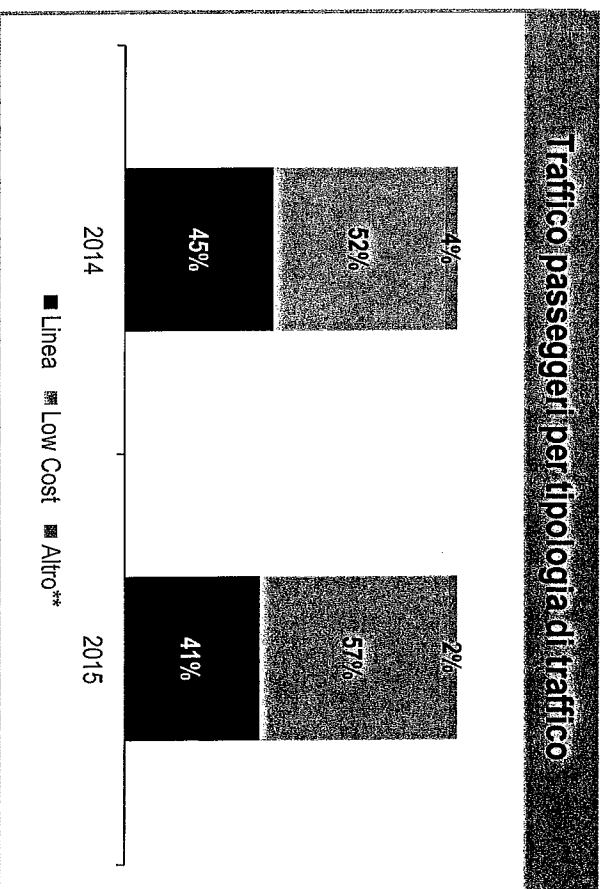 Traffico passeggeri per tipologia di traffico
4% 2%
52% 57%
45% 41%
2014 2015
Linea Low Cost Altro**